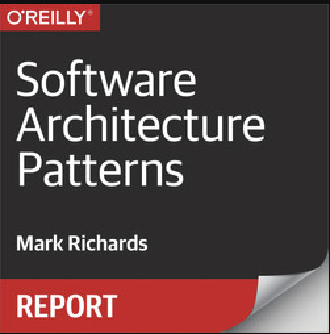 O'REILLY®
Software
Architecture
Patterns
Mark Richards
REPORT